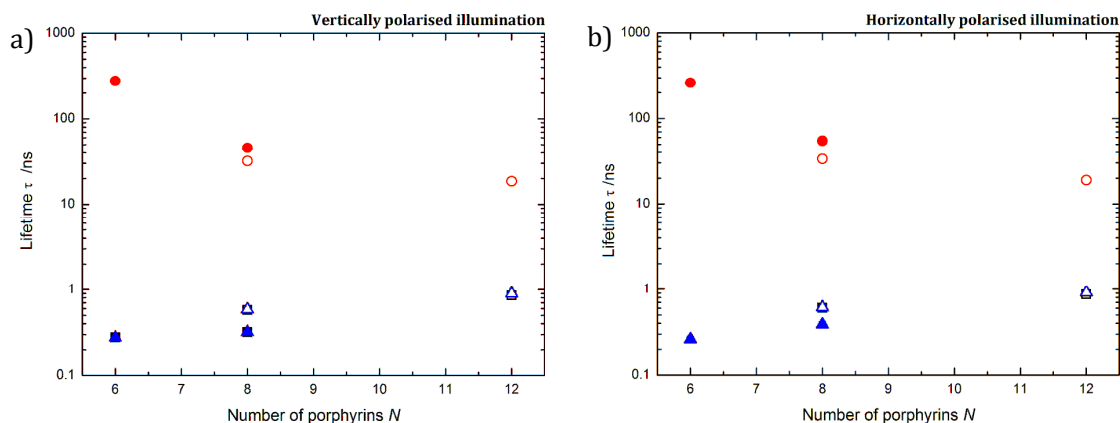 Vertically polarised illumination
a)
1000
100
10
1
0.1
Lifetime τ /ns
6 7 8 9 10 11 12
Number of porphyrins N
Horizontally polarised illumination
b)
1000
100
10
1
0.1
Lifetime τ /ns
6 7 8 9 10 11 12
Number of porphyrins N